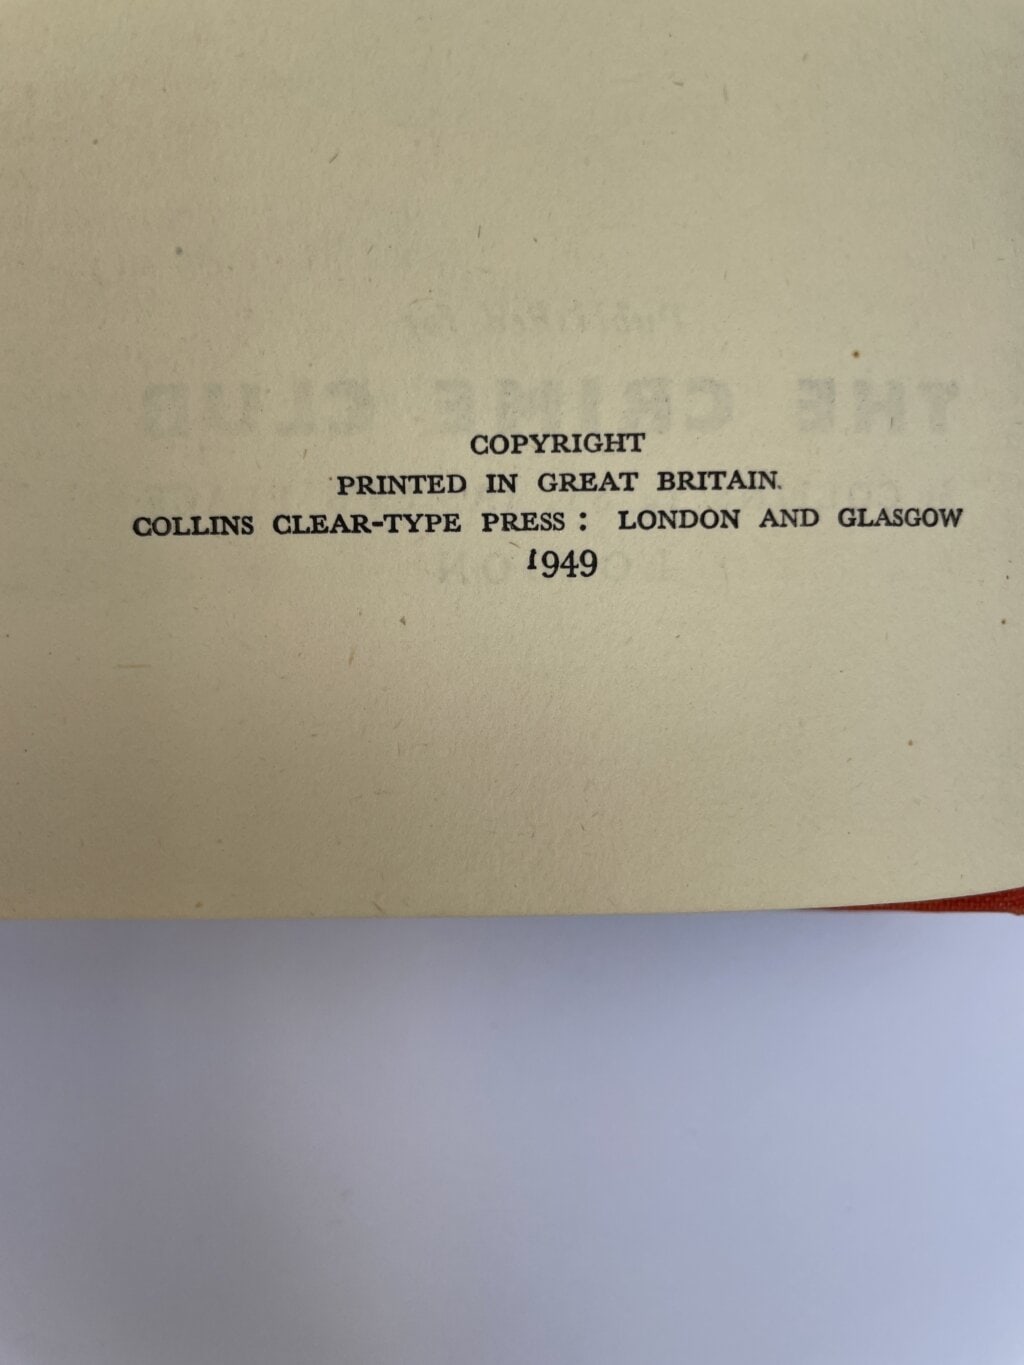 COPYRIGHT
PRINTED IN GREAT BRITAIN.
COLLINS CLEAR-TYPE PRESS : LONDON AND GLASGOW
1949